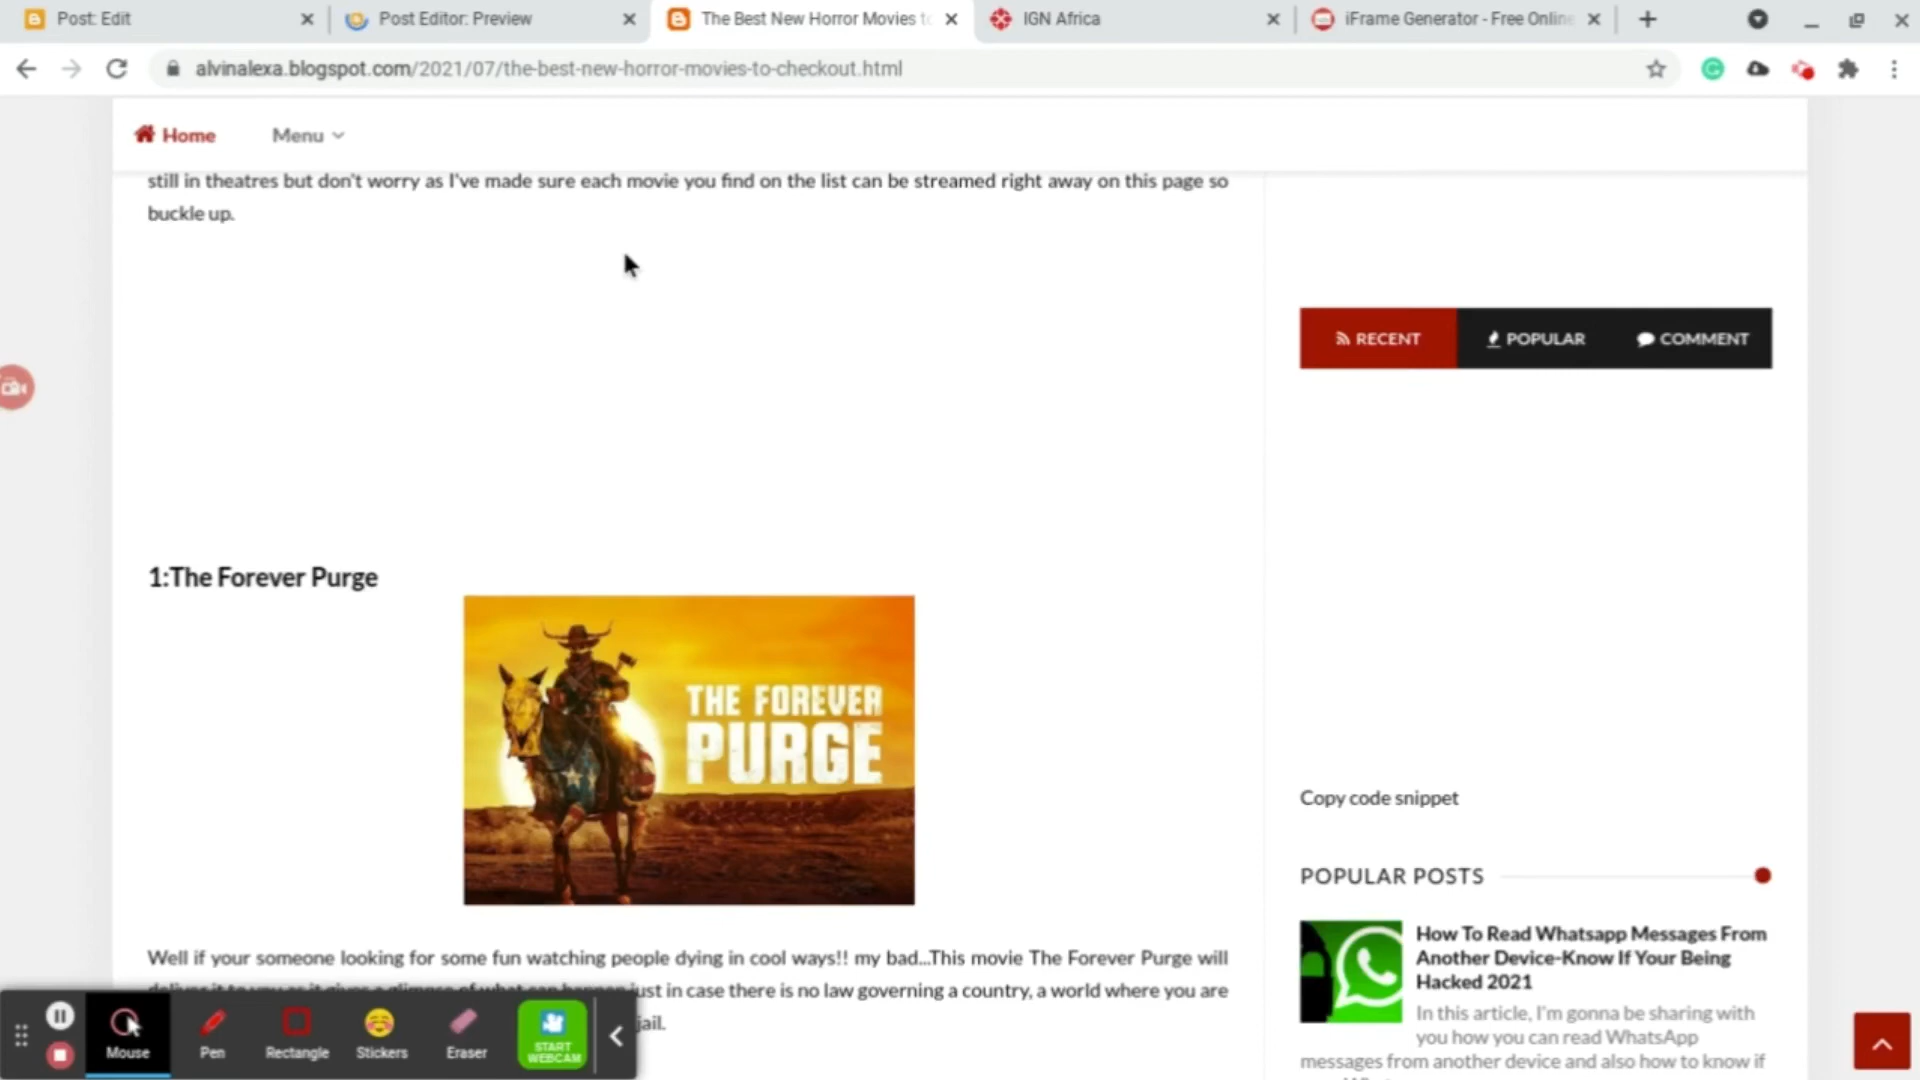 Post: Edit
Post Editor: Preview
The Best New Horror Movies to
IGN Africa
iFrame Generator - Free Online
alvinalexa.blogspot.com/2021/07/the-best-new-horror-movies-to-checkout.html
Home
Menu
still in theatres but don't worry as I've made sure each movie you find on the list can be streamed right away on this page so
buckle up.
RECENT
POPULAR
COMMENT
1:The Forever Purge
THE FOREVER
PURGE
Copy code snippet
POPULAR POSTS
How To Read Whatsapp Messages From
Another Device-Know If Your Being
Hacked 2021
In this article, I'm gonna be sharing with
you how you can read WhatsApp
messages from another device and also how to know if
Well if your someone looking for some fun watching people dying in cool ways!! my bad...This movie The Forever Purge will
just in case there is no law governing a country, a world where you are
jail.
Mouse
Pen
Rectangle
Stickers
Eraser
START
WEBCAM